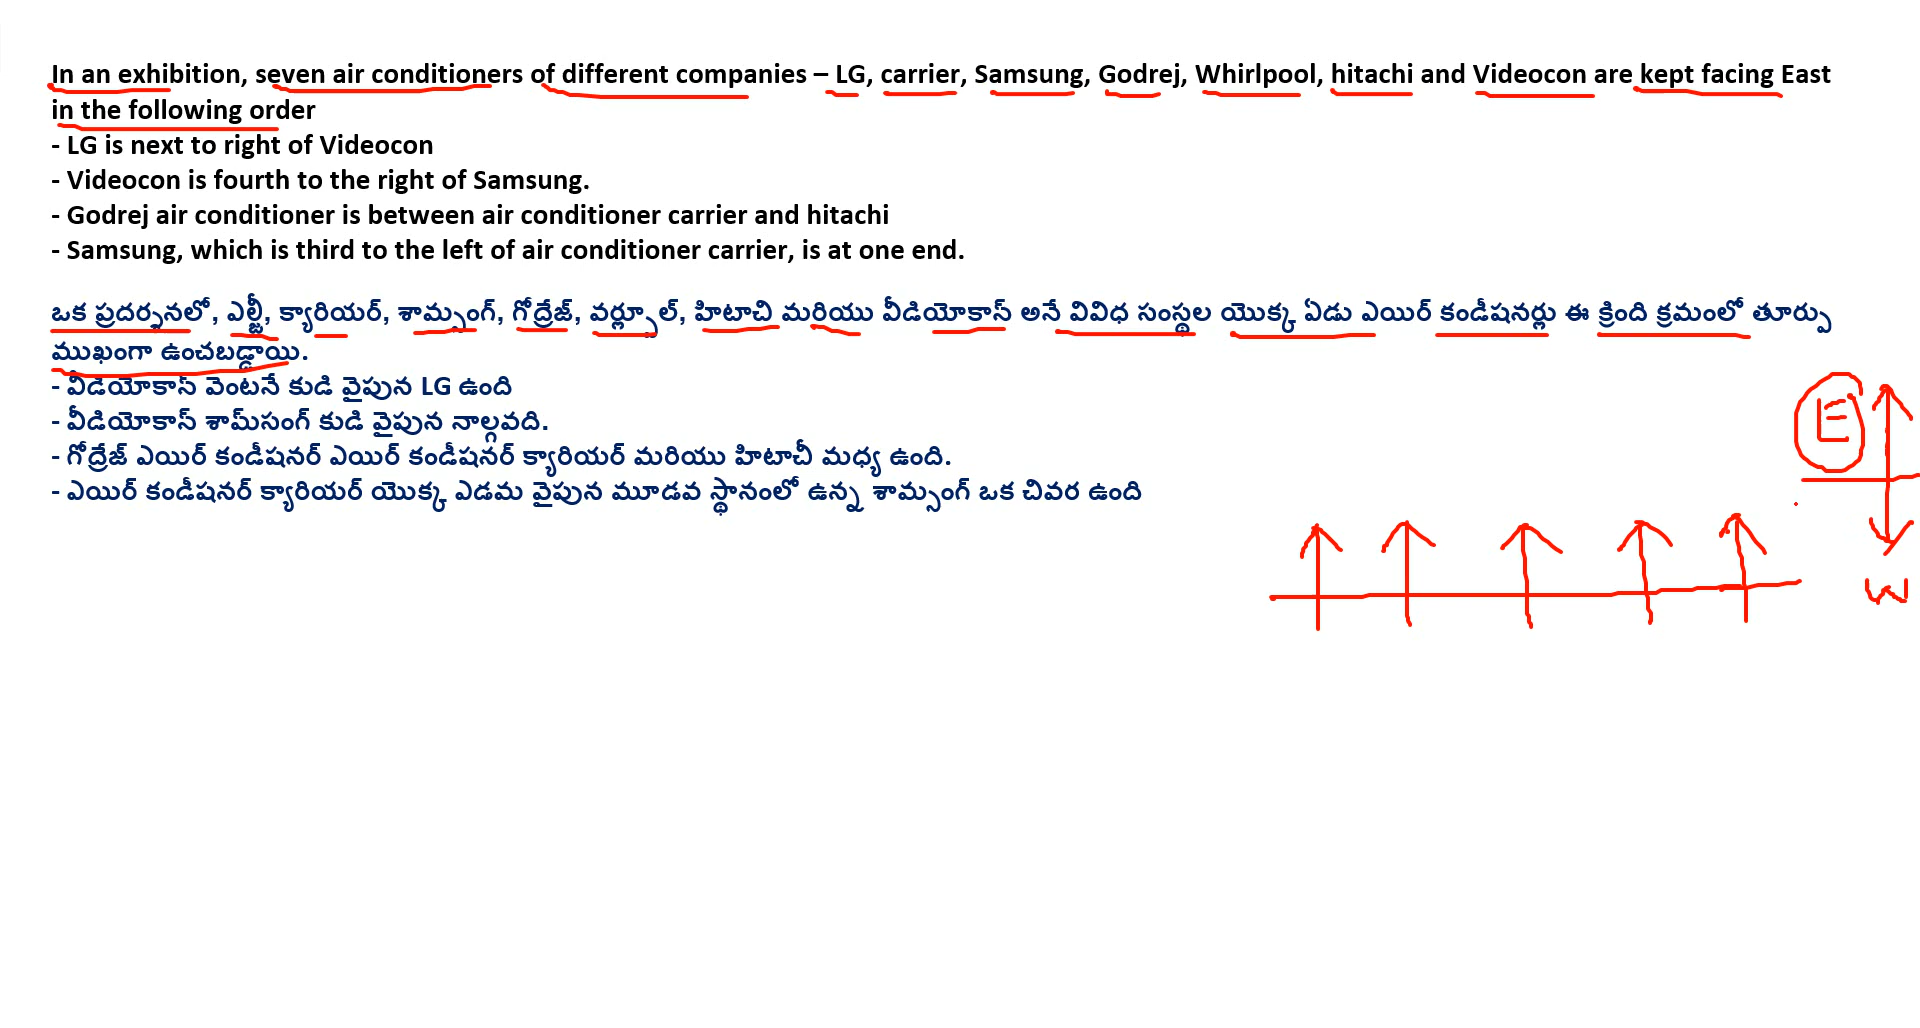 In an exhibition, seven air conditioners of different companies – LG, carrier, Samsung, Godrej, Whirlpool, hitachi and Videocon are kept facing East
in the following order
- LG is next to right of Videocon
- Videocon is fourth to the right of Samsung.
- Godrej air conditioner is between air conditioner carrier and hitachi
- Samsung, which is third to the left of air conditioner carrier, is at one end.
ఒక ప్రదర్శనలో, ఎల్జీ, క్యారియర్, శామ్సంగ్, గోద్రేజ్, వర్ల్పూల్, హిటాచి మరియు వీడియోకాస్ అనే వివిధ సంస్థల యొక్క ఏడు ఎయిర్ కండీషనర్లు ఈ క్రింది క్రమంలో తూర్పు
ముఖంగా ఉంచబడ్డాయి.
- వీడియోకాస్ వెంటనే కుడి వైపున LG ఉంది
- వీడియోకాస్ శామ్‌సంగ్ కుడి వైపున నాల్గవది.
- గోద్రేజ్ ఎయిర్ కండీషనర్ ఎయిర్ కండీషనర్ క్యారియర్ మరియు హిటాచీ మధ్య ఉంది.
- ఎయిర్ కండీషనర్ క్యారియర్ యొక్క ఎడమ వైపున మూడవ స్థానంలో ఉన్న శామ్సంగ్ ఒక చివర ఉంది
E
W